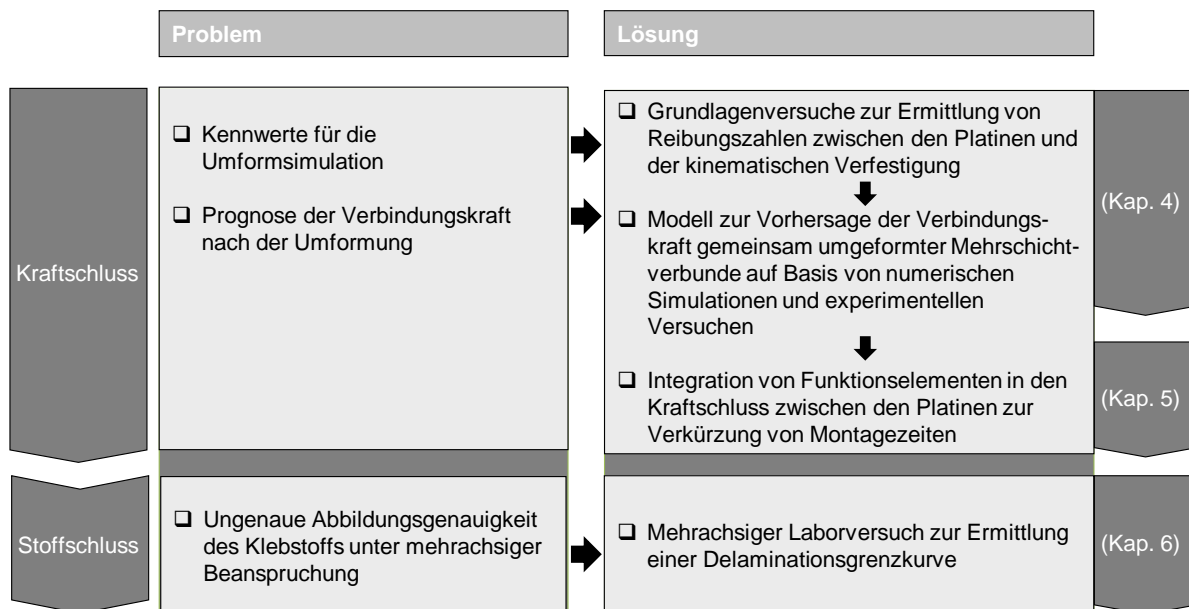 Problem
Lösung
Kraftschluss
❑ Kennwerte für die
Umformsimulation
❑ Prognose der Verbindungskraft
nach der Umformung
❑ Grundlagenversuche zur Ermittlung von
Reibungszahlen zwischen den Platinen und
der kinematischen Verfestigung
❑ Modell zur Vorhersage der Verbindungs-
kraft gemeinsam umgeformter Mehrschicht-
verbunde auf Basis von numerischen
Simulationen und experimentellen
Versuchen
❑ Integration von Funktionselementen in den
Kraftschluss zwischen den Platinen zur
Verkürzung von Montagezeiten
(Kap. 4)
(Kap. 5)
Stoffschluss
❑ Ungenaue Abbildungsgenauigkeit
des Klebstoffs unter mehrachsiger
Beanspruchung
❑ Mehrachsiger Laborversuch zur Ermittlung
einer Delaminationsgrenzkurve
(Kap. 6)